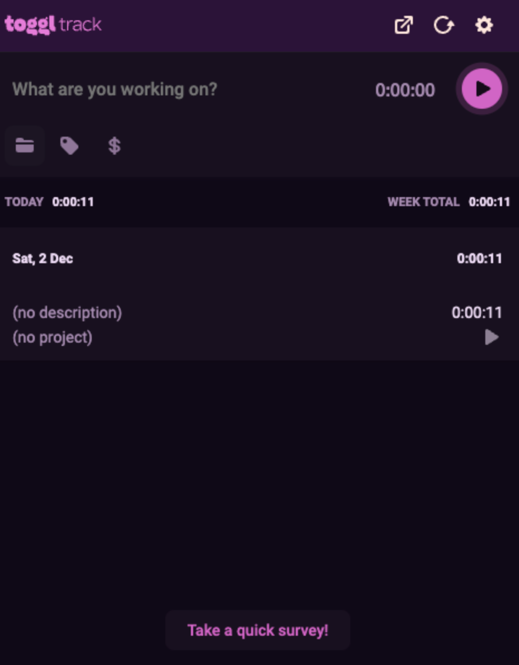 toggl track
What are you working on? 0:00:00
$
TODAY 0:00:11 WEEK TOTAL 0:00:11
Sat, 2 Dec 0:00:11
(no description) 0:00:11
(no project)
Take a quick survey!